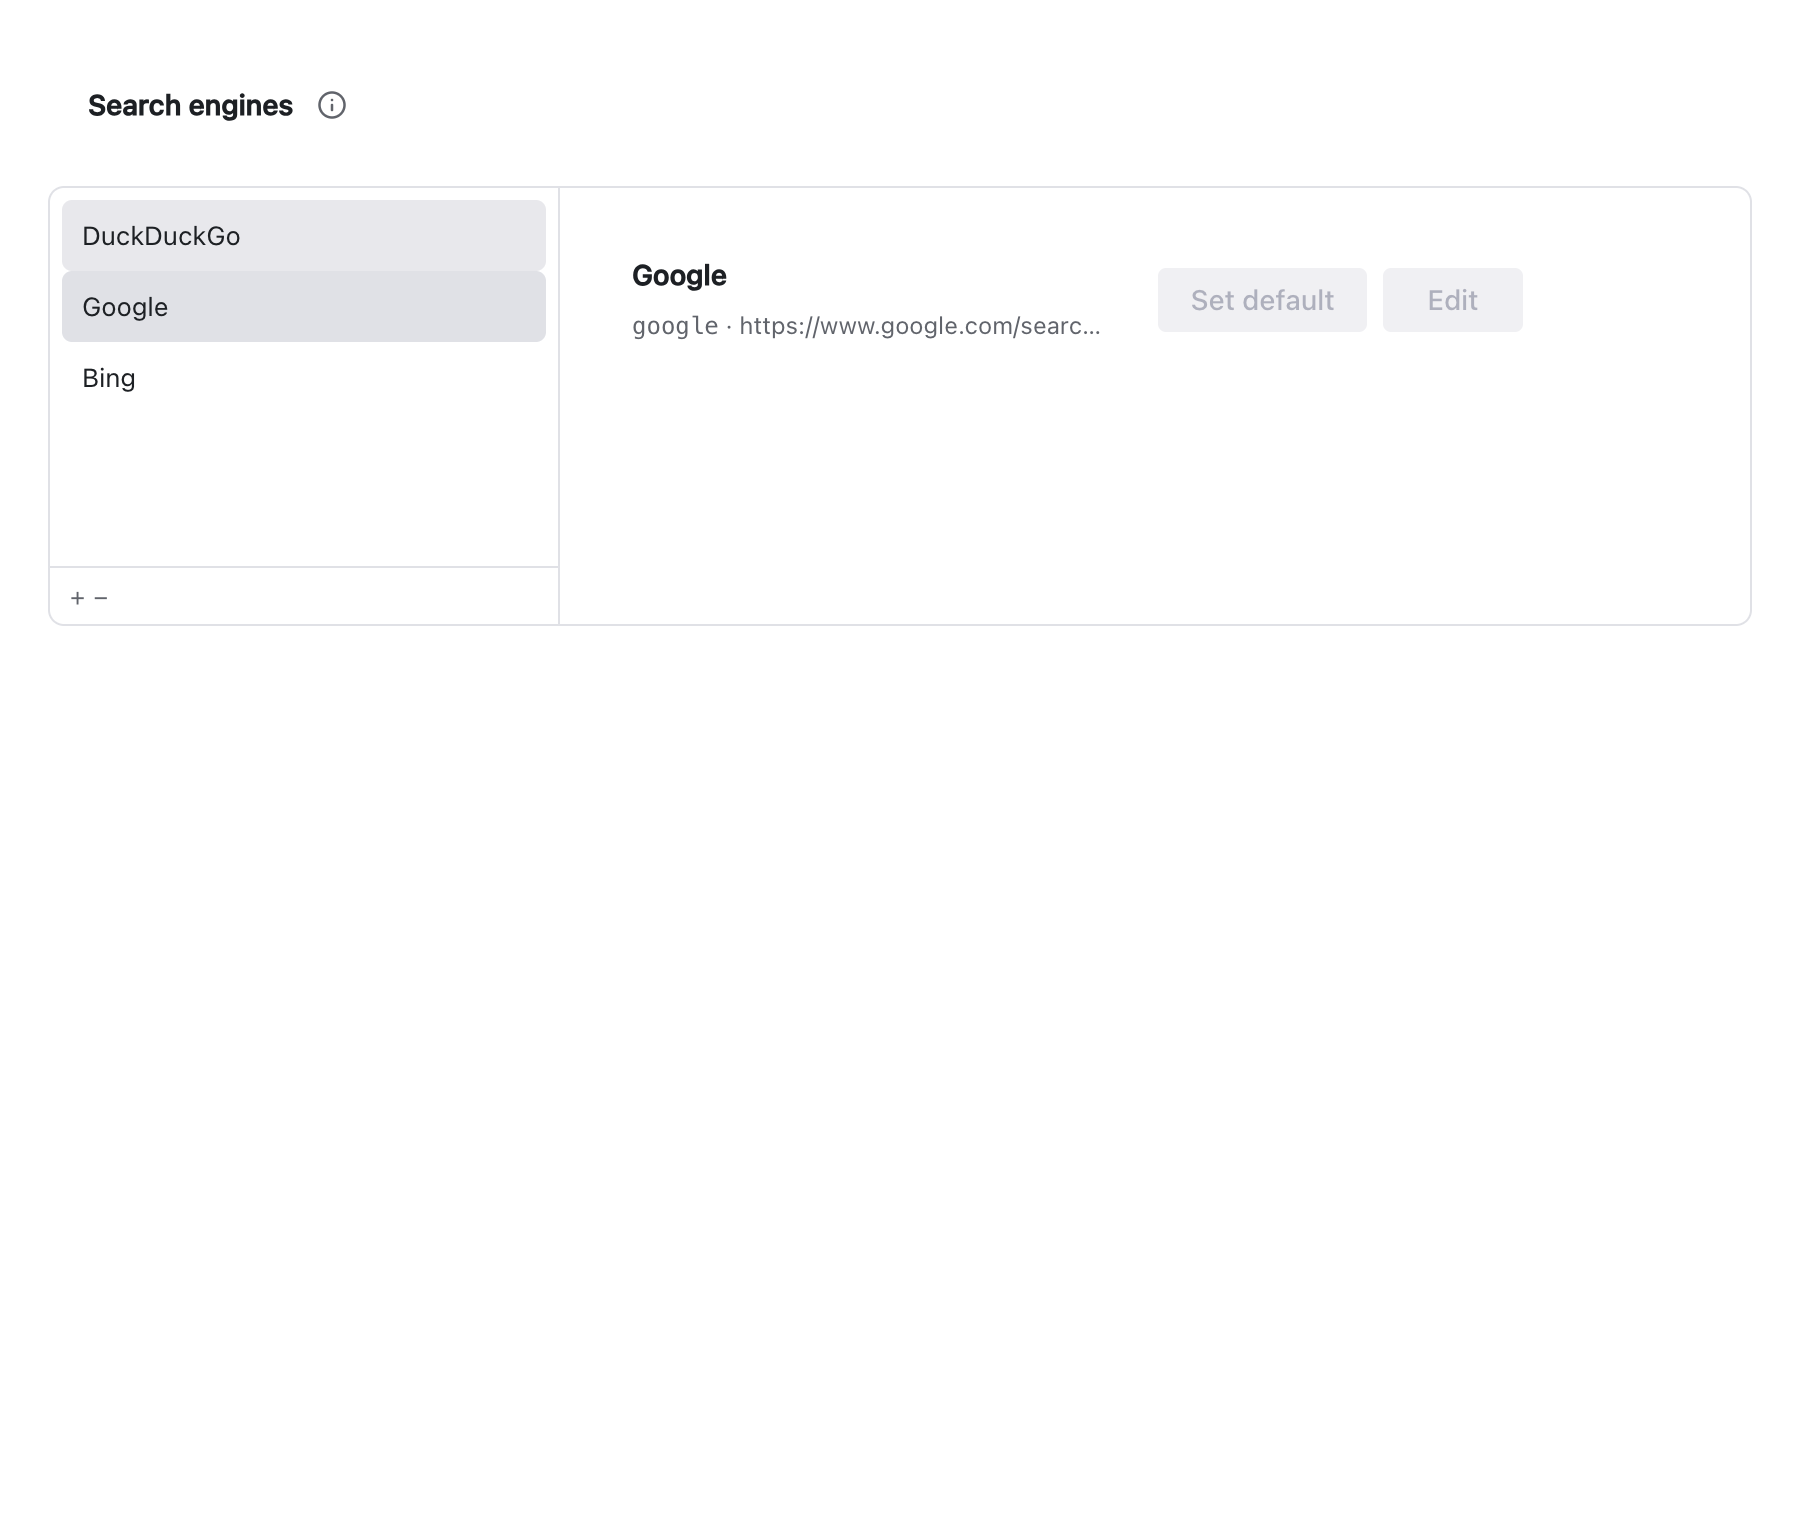 Search engines
DuckDuckGo
Google
Bing
+ −
Google
google · https://www.google.com/searc...
Set default
Edit